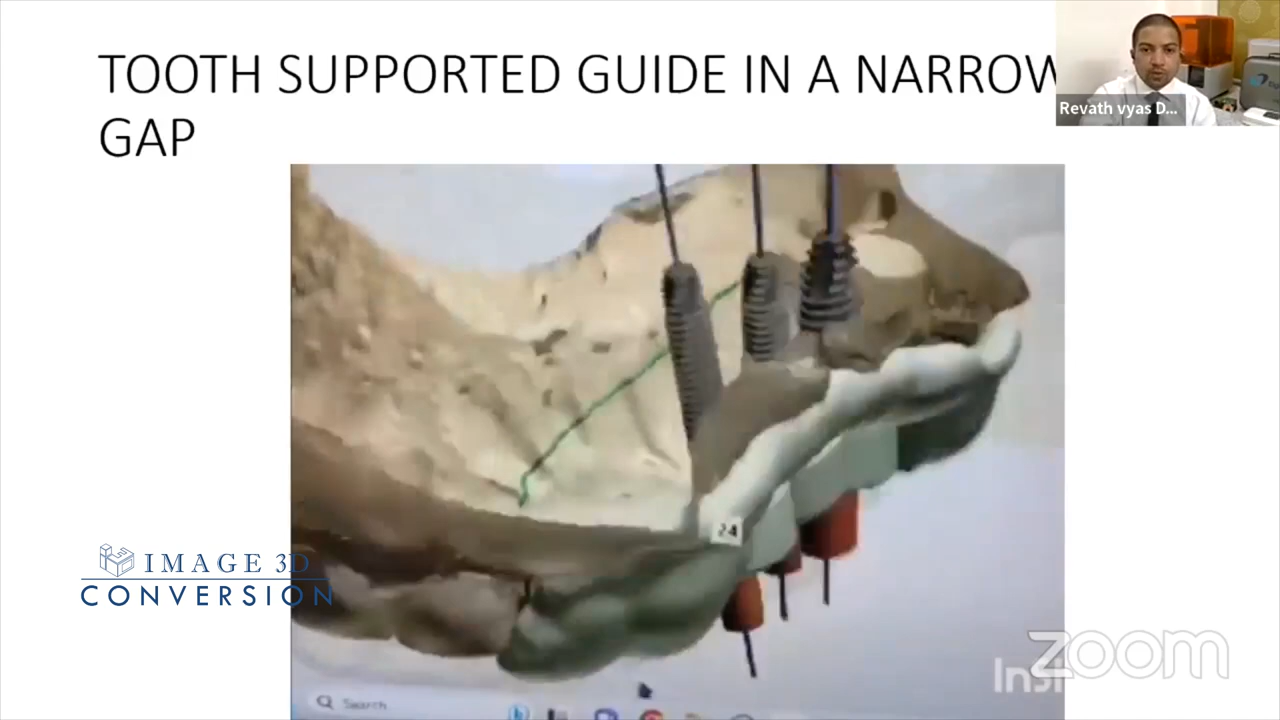 TOOTH SUPPORTED GUIDE IN A NARROW
GAP
Revath vyas D...
24
IMAGE 3D
CONVERSION
Search
zoom